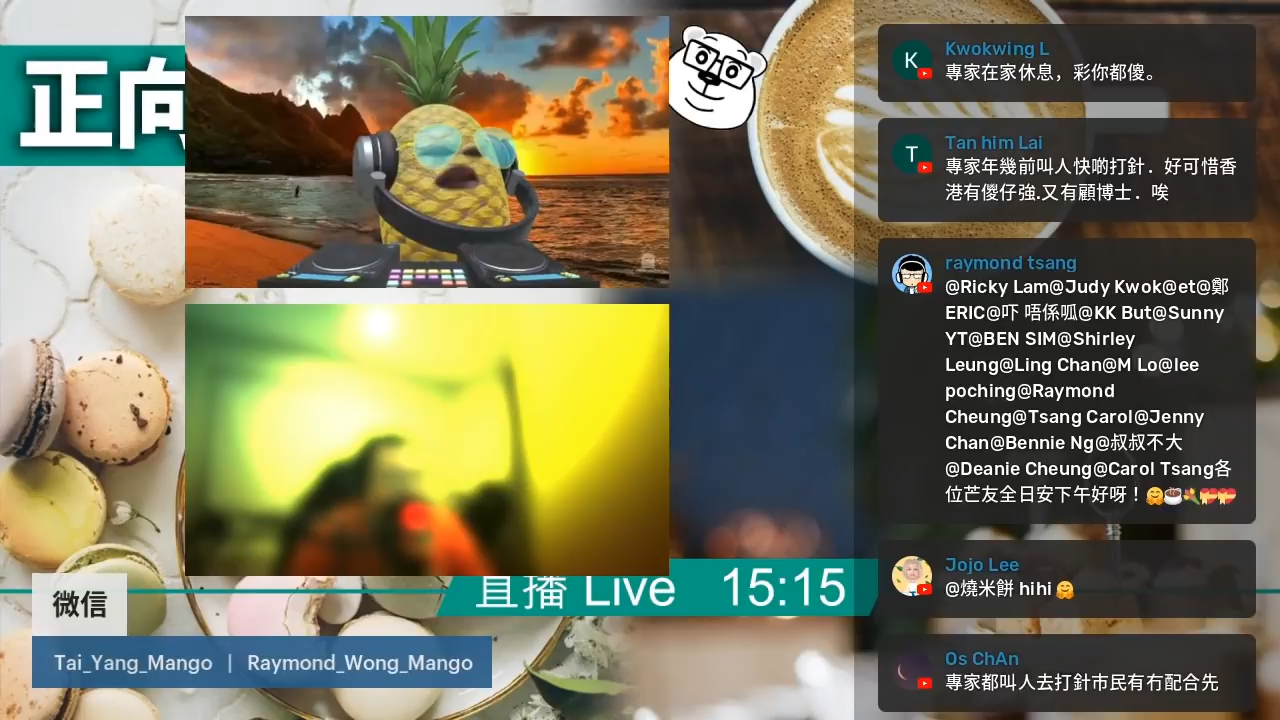 正向
直播 Live 15:15
微信
Tai_Yang_Mango | Raymond_Wong_Mango
K
Kwokwing L
專家在家休息，彩你都傻。
T
Tan him Lai
專家年幾前叫人快啲打針．好可惜香
港有傻仔強.又有顧博士．唉
raymond tsang
@Ricky Lam@Judy Kwok@et@鄭
ERIC@吓 唔係呱@KK But@Sunny
YT@BEN SIM@Shirley
Leung@Ling Chan@M Lo@lee
poching@Raymond
Cheung@Tsang Carol@Jenny
Chan@Bennie Ng@叔叔不大
@Deanie Cheung@Carol Tsang各
位芒友全日安下午好呀！🤗☕💐💝💝
Jojo Lee
@燒米餅 hihi 🤗
Os ChAn
專家都叫人去打針市民有冇配合先